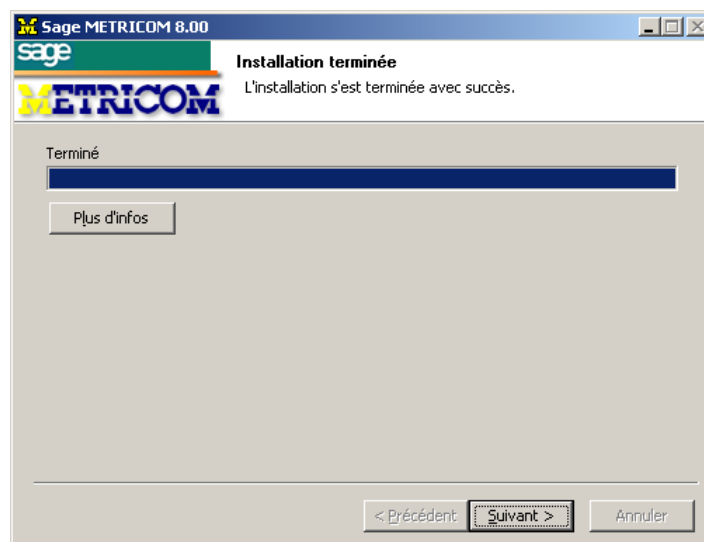 Sage METRICOM 8.00
sage
METRICOM
Installation terminée
L'installation s'est terminée avec succès.
Terminé
Plus d'infos
< Précédent Suivant > Annuler